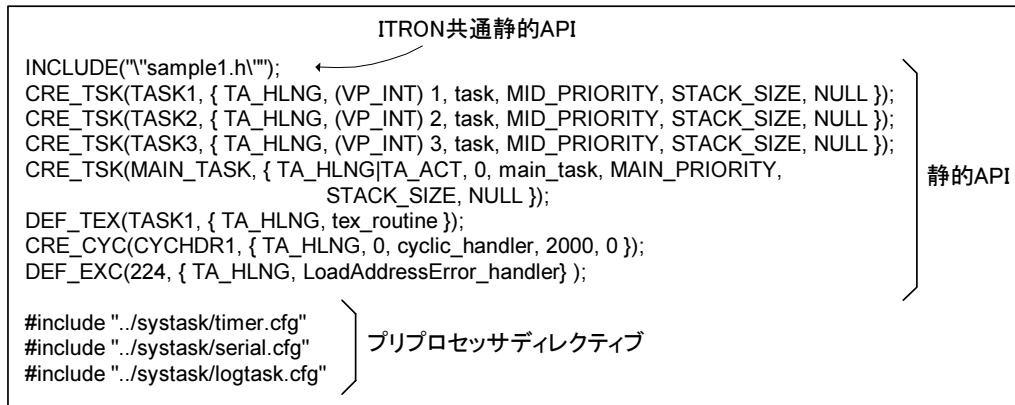 ITRON共通静的API
INCLUDE("\"sample1.h\"");
CRE_TSK(TASK1, { TA_HLNG, (VP_INT) 1, task, MID_PRIORITY, STACK_SIZE, NULL });
CRE_TSK(TASK2, { TA_HLNG, (VP_INT) 2, task, MID_PRIORITY, STACK_SIZE, NULL });
CRE_TSK(TASK3, { TA_HLNG, (VP_INT) 3, task, MID_PRIORITY, STACK_SIZE, NULL });
CRE_TSK(MAIN_TASK, { TA_HLNG|TA_ACT, 0, main_task, MAIN_PRIORITY,
STACK_SIZE, NULL });
DEF_TEX(TASK1, { TA_HLNG, tex_routine });
CRE_CYC(CYCHDR1, { TA_HLNG, 0, cyclic_handler, 2000, 0 });
DEF_EXC(224, { TA_HLNG, LoadAddressError_handler} );
静的API
#include "../systask/timer.cfg"
#include "../systask/serial.cfg"
#include "../systask/logtask.cfg"
プリプロセッサディレクティブ